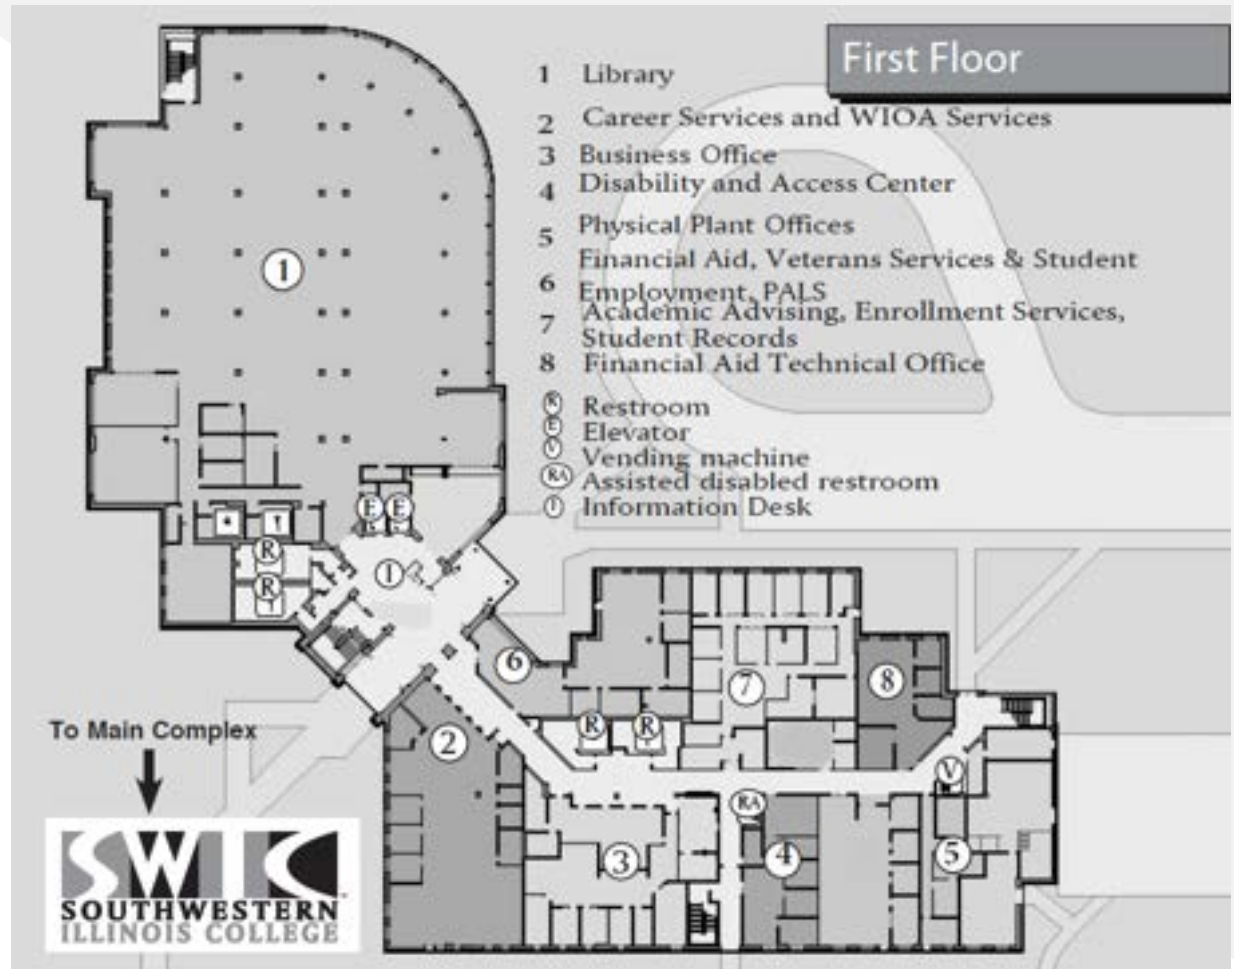 First Floor
1 Library
2 Career Services and WIOA Services
3 Business Office
4 Disability and Access Center
5 Physical Plant Offices
Financial Aid, Veterans Services & Student
6 Employment, PALS
7 Academic Advising, Enrollment Services,
Student Records
8 Financial Aid Technical Office
R Restroom
E Elevator
V Vending machine
RA Assisted disabled restroom
I Information Desk
1
E E
R
R
I
6
7
8
R R
2
V
RA
3
4
5
To Main Complex
SWIC
SOUTHWESTERN
ILLINOIS COLLEGE